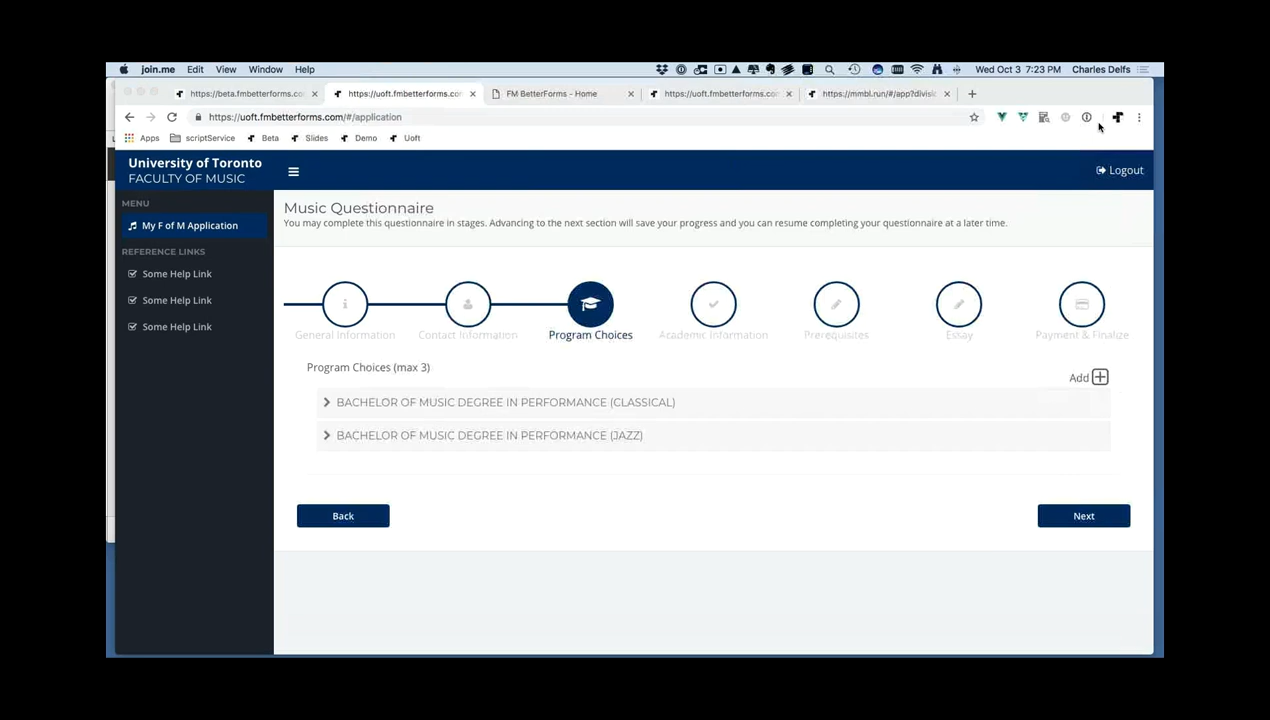 join.me Edit View Window Help Wed Oct 3 7:23 PM Charles Delfs
https://beta.fmbetterforms.co https://uoft.fmbetterforms.co FM BetterForms - Home https://uoft.fmbetterforms.co https://mmbl.run/#/app?divisi
https://uoft.fmbetterforms.com/#/application
Apps scriptService Beta Slides Demo Uoft
University of Toronto
FACULTY OF MUSIC
Logout
MENU
My F of M Application
REFERENCE LINKS
Some Help Link
Some Help Link
Some Help Link
Music Questionnaire
You may complete this questionnaire in stages. Advancing to the next section will save your progress and you can resume completing your questionnaire at a later time.
General Information Contact Information Program Choices Academic Information Prerequisites Essay Payment & Finalize
Program Choices (max 3)
Add
BACHELOR OF MUSIC DEGREE IN PERFORMANCE (CLASSICAL)
BACHELOR OF MUSIC DEGREE IN PERFORMANCE (JAZZ)
Back Next